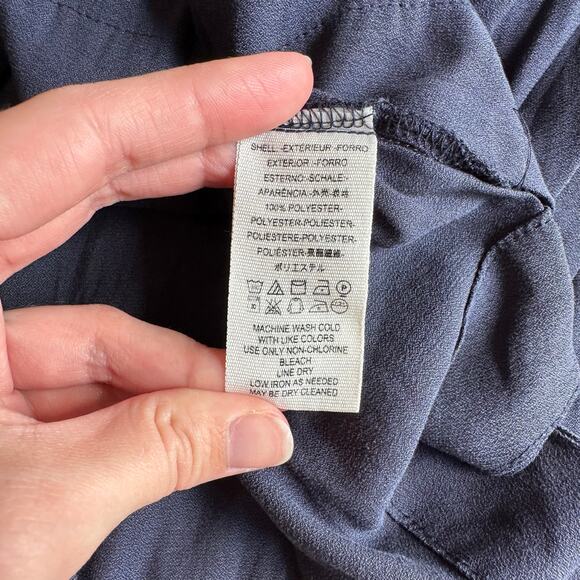 SHELL -EXTÉRIEUR -FORRO
EXTERIOR -FORRO
ESTERNO-SCHALE-
APARÊNCIA-
100% POLYESTER-
POLYESTER-POLIESTER-
POLIESTERE-POLYESTER-
POLIÉSTER-
ポリエステル
MACHINE WASH COLD
WITH LIKE COLORS
USE ONLY NON-CHLORINE
BLEACH
LINE DRY
LOW IRON AS NEEDED
MAY BE DRY CLEANED